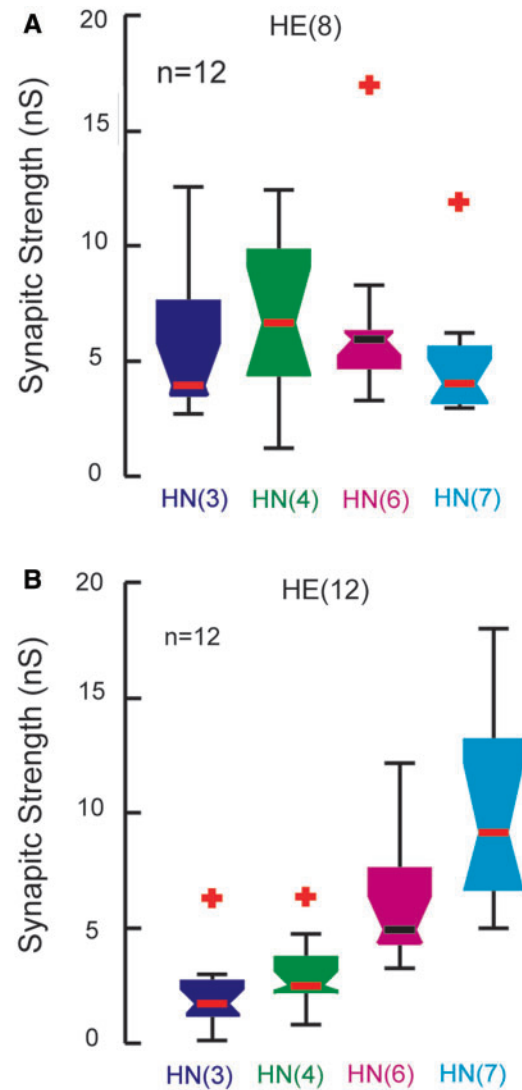 A
HE(8)
n=12
Synapitc Strength (nS)
20
15
10
5
0
HN(3) HN(4) HN(6) HN(7)
B
HE(12)
n=12
Synapitc Strength (nS)
20
15
10
5
0
HN(3) HN(4) HN(6) HN(7)